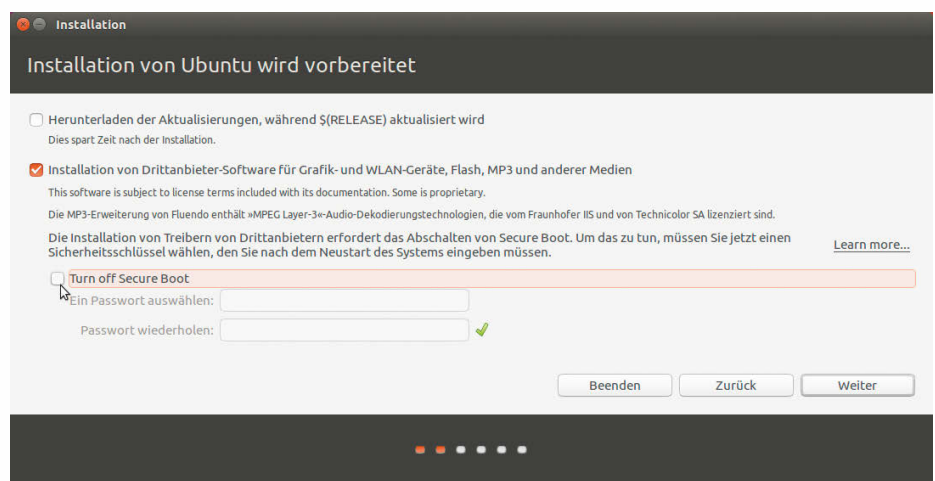 Installation
Installation von Ubuntu wird vorbereitet
Herunterladen der Aktualisierungen, während $(RELEASE) aktualisiert wird
Dies spart Zeit nach der Installation.
Installation von Drittanbieter-Software für Grafik- und WLAN-Geräte, Flash, MP3 und anderer Medien
This software is subject to license terms included with its documentation. Some is proprietary.
Die MP3-Erweiterung von Fluendo enthält »MPEG Layer-3«-Audio-Dekodierungstechnologien, die vom Fraunhofer IIS und von Technicolor SA lizenziert sind.
Die Installation von Treibern von Drittanbietern erfordert das Abschalten von Secure Boot. Um das zu tun, müssen Sie jetzt einen
Sicherheitsschlüssel wählen, den Sie nach dem Neustart des Systems eingeben müssen.
Learn more...
Turn off Secure Boot
Ein Passwort auswählen:
Passwort wiederholen:
Beenden
Zurück
Weiter